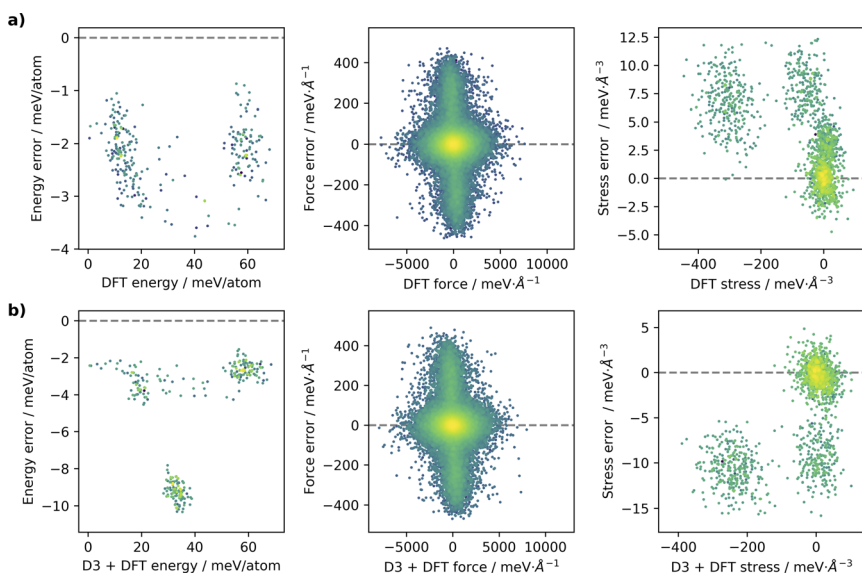 a)
Energy error / meV/atom
0
−1
−2
−3
−4
0 20 40 60
DFT energy / meV/atom
Force error / meV·Å⁻¹
400
200
0
−200
−400
−5000 0 5000 10000
DFT force / meV·Å⁻¹
Stress error / meV·Å⁻³
12.5
10.0
7.5
5.0
2.5
0.0
−2.5
−5.0
−400 −200 0
DFT stress / meV·Å⁻³
b)
Energy error / meV/atom
0
−2
−4
−6
−8
−10
0 20 40 60
D3 + DFT energy / meV/atom
Force error / meV·Å⁻¹
400
200
0
−200
−400
−5000 0 5000 10000
D3 + DFT force / meV·Å⁻¹
Stress error / meV·Å⁻³
5
0
−5
−10
−15
−400 −200 0
D3 + DFT stress / meV·Å⁻³